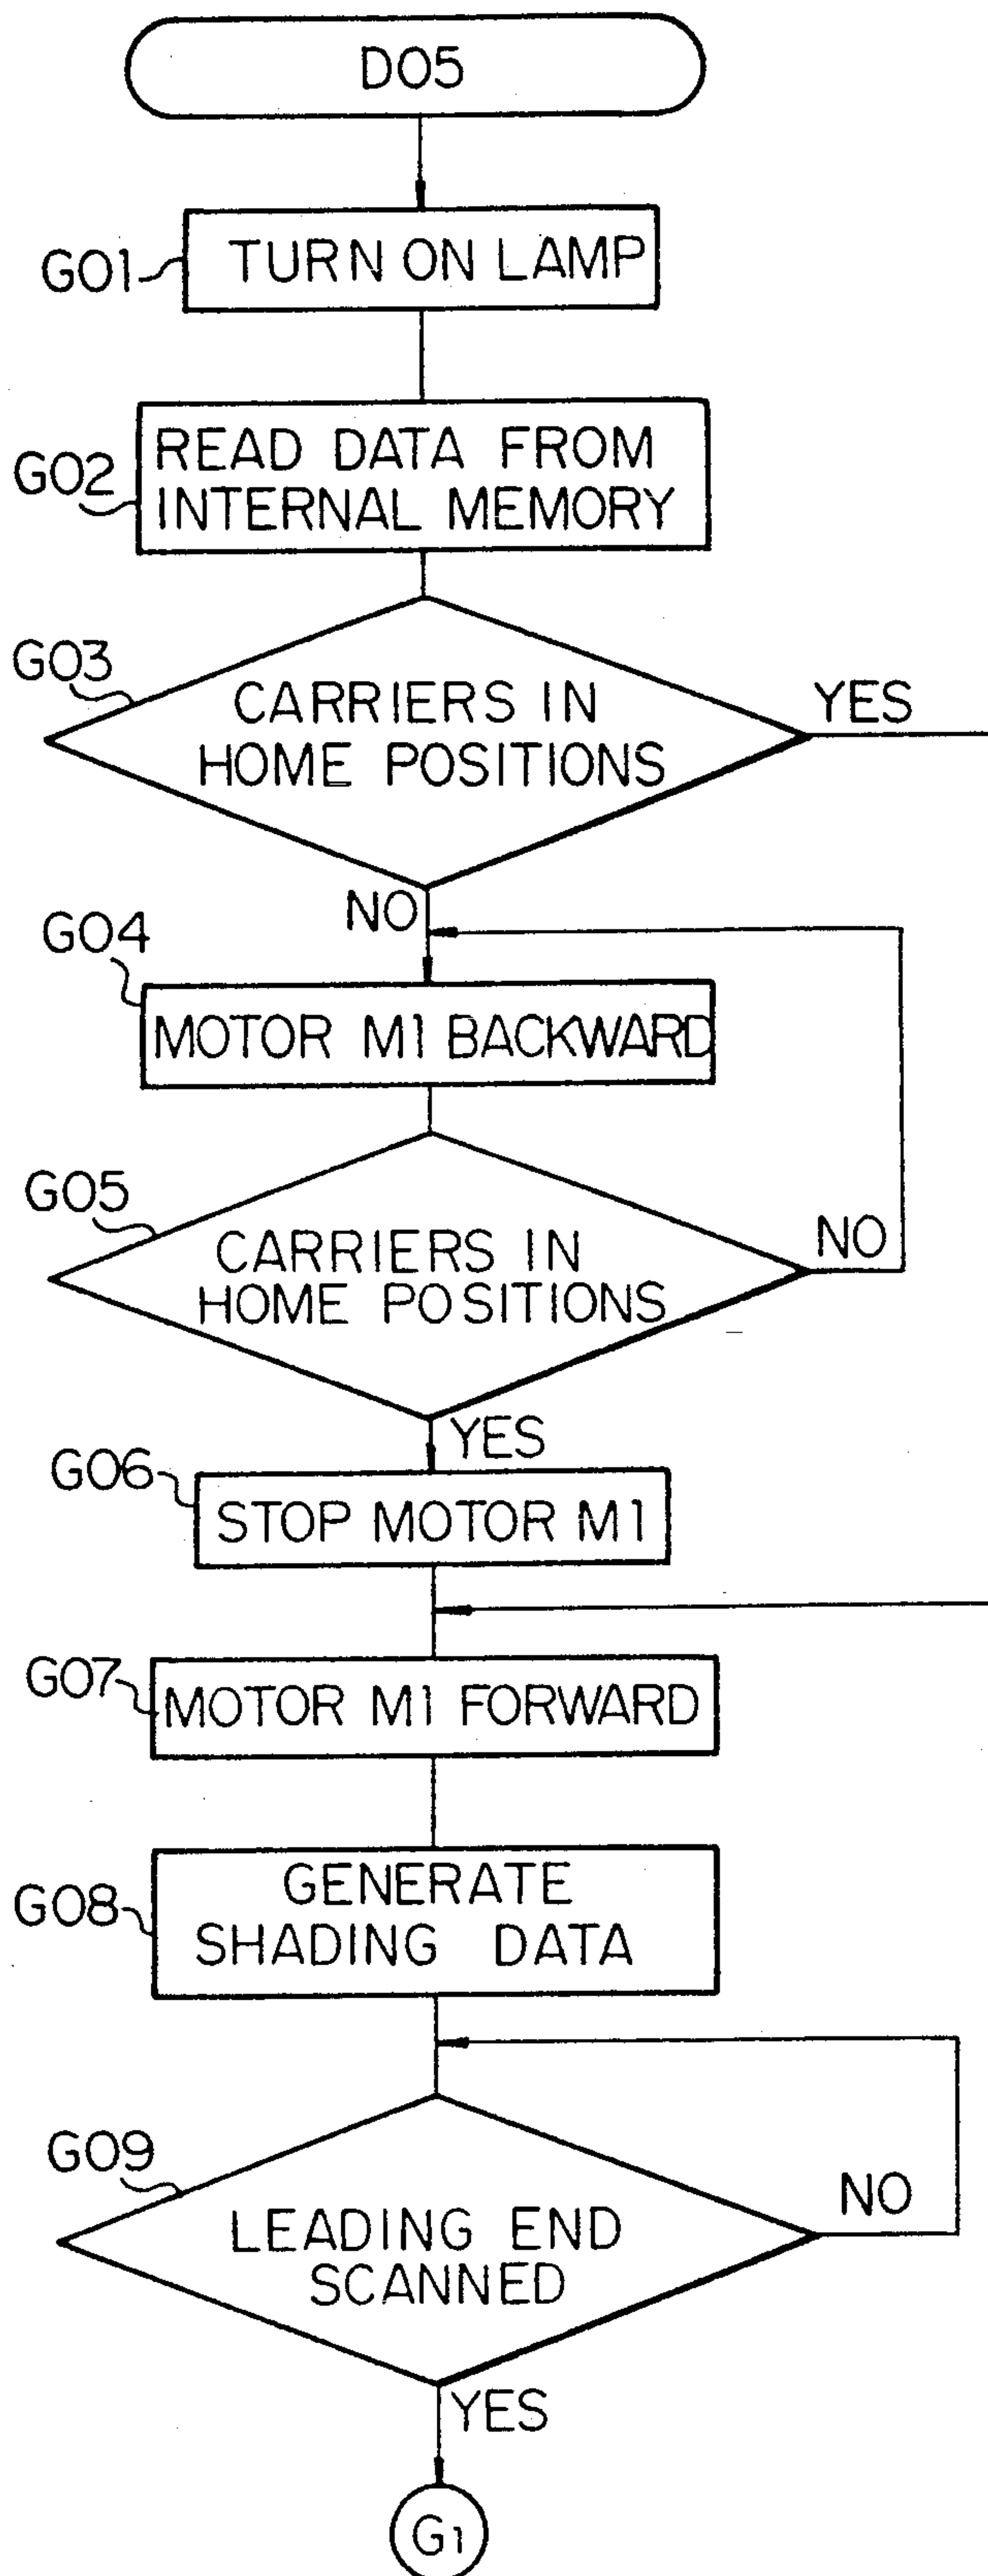 D05
G01
TURN ON LAMP
G02
READ DATA FROM
INTERNAL MEMORY
G03
CARRIERS IN
HOME POSITIONS
YES
NO
G04
MOTOR M1 BACKWARD
G05
CARRIERS IN
HOME POSITIONS
NO
YES
G06
STOP MOTOR M1
G07
MOTOR M1 FORWARD
G08
GENERATE
SHADING DATA
G09
LEADING END
SCANNED
NO
YES
G1